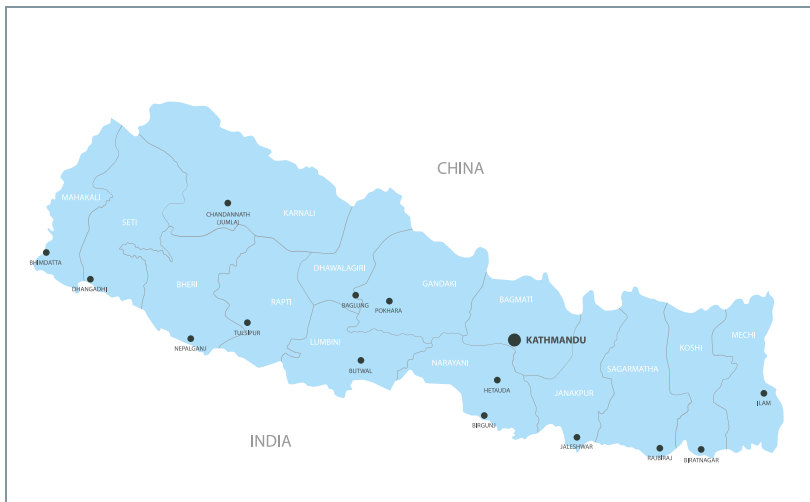 CHINA
MAHAKALI
CHANDANNATH
(JUMLA)
KARNALI
SETI
BHIMDATTA
DHAWALAGIRI
DHANGADHI
BHERI
GANDAKI
RAPTI
BAGLUNG
POKHARA
BAGMATI
TULSIPUR
NEPALGANJ
LUMBINI
KATHMANDU
MECHI
KOSHI
NARAYANI
SAGARMATHA
BUTWAL
HETAUDA
JANAKPUR
ILAM
BIRGUNJ
INDIA
JALESHWAR
RAJBIRAJ
BIRATNAGAR